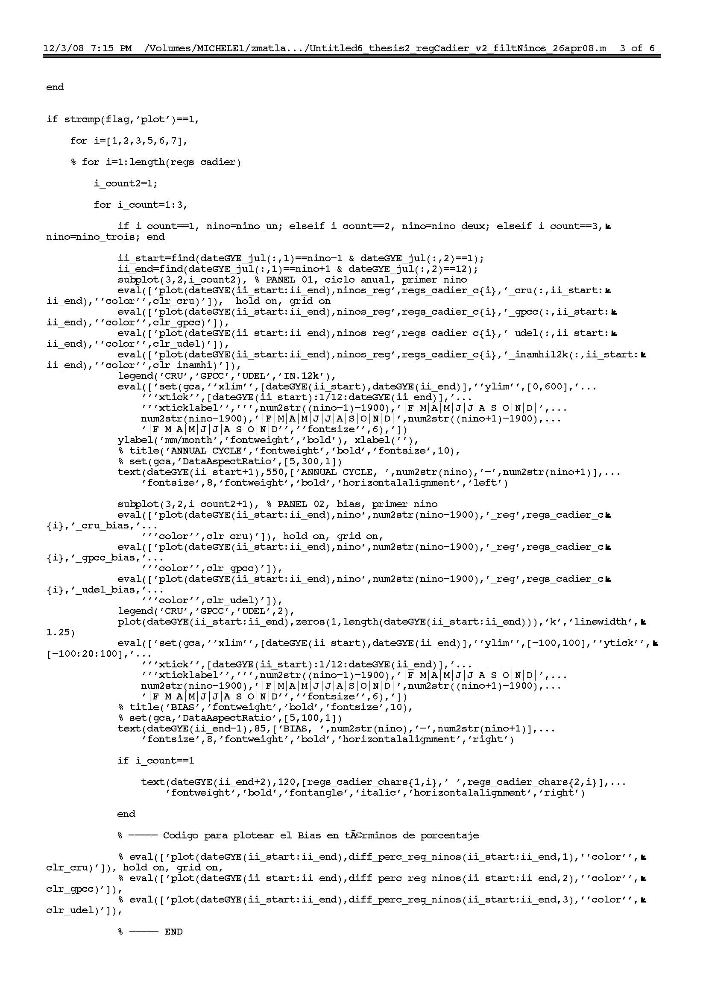 12/3/08 7:15 PM  /Volumes/MICHELE1/zmatla.../Untitled6_thesis2_regCadier_v2_filtNinos_26apr08.m  3 of 6
end
if strcmp(flag,'plot')==1,
    for i=[1,2,3,5,6,7],
    % for i=1:length(regs_cadier)
        i_count2=1;
        for i_count=1:3,
            if i_count==1, nino=nino_un; elseif i_count==2, nino=nino_deux; elseif i_count==3,
nino=nino_trois; end
            ii_start=find(dateGYE_jul(:,1)==nino-1 & dateGYE_jul(:,2)==1);
            ii_end=find(dateGYE_jul(:,1)==nino+1 & dateGYE_jul(:,2)==12);
            subplot(3,2,i_count2), % PANEL 01, ciclo anual, primer nino
            eval(['plot(dateGYE(ii_start:ii_end),ninos_reg',regs_cadier_c{i},'_cru(:,ii_start:
ii_end),''color'',clr_cru)']),  hold on, grid on
            eval(['plot(dateGYE(ii_start:ii_end),ninos_reg',regs_cadier_c{i},'_gpcc(:,ii_start:
ii_end),''color'',clr_gpcc)']),
            eval(['plot(dateGYE(ii_start:ii_end),ninos_reg',regs_cadier_c{i},'_udel(:,ii_start:
ii_end),''color'',clr_udel)']),
            eval(['plot(dateGYE(ii_start:ii_end),ninos_reg',regs_cadier_c{i},'_inamhi12k(:,ii_start:
ii_end),''color'',clr_inamhi)']),
            legend('CRU','GPCC','UDEL','IN.12k'),
            eval(['set(gca,''xlim'',[dateGYE(ii_start),dateGYE(ii_end)],''ylim'',[0,600],'...
                '''xtick'',[dateGYE(ii_start):1/12:dateGYE(ii_end)],'...
                '''xticklabel'',''',num2str((nino-1)-1900),'|F|M|A|M|J|J|A|S|O|N|D|',...
                num2str(nino-1900),'|F|M|A|M|J|J|A|S|O|N|D|',num2str((nino+1)-1900),...
                '|F|M|A|M|J|J|A|S|O|N|D'',''fontsize'',6),'])
            ylabel('mm/month','fontweight','bold'), xlabel(''),
            % title('ANNUAL CYCLE','fontweight','bold','fontsize',10),
            % set(gca,'DataAspectRatio',[5,300,1])
            text(dateGYE(ii_start+1),550,['ANNUAL CYCLE, ',num2str(nino),'-',num2str(nino+1)],...
                'fontsize',8,'fontweight','bold','horizontalalignment','left')
            subplot(3,2,i_count2+1), % PANEL 02, bias, primer nino
            eval(['plot(dateGYE(ii_start:ii_end),nino',num2str(nino-1900),'_reg',regs_cadier_c
{i},'_cru_bias,'...
                '''color'',clr_cru)']), hold on, grid on,
            eval(['plot(dateGYE(ii_start:ii_end),nino',num2str(nino-1900),'_reg',regs_cadier_c
{i},'_gpcc_bias,'...
                '''color'',clr_gpcc)']),
            eval(['plot(dateGYE(ii_start:ii_end),nino',num2str(nino-1900),'_reg',regs_cadier_c
{i},'_udel_bias,'...
                '''color'',clr_udel)']),
            legend('CRU','GPCC','UDEL',2),
            plot(dateGYE(ii_start:ii_end),zeros(1,length(dateGYE(ii_start:ii_end))),'k','linewidth',
1.25)
            eval(['set(gca,''xlim'',[dateGYE(ii_start),dateGYE(ii_end)],''ylim'',[-100,100],''ytick'',
[-100:20:100],'...
                '''xtick'',[dateGYE(ii_start):1/12:dateGYE(ii_end)],'...
                '''xticklabel'',''',num2str((nino-1)-1900),'|F|M|A|M|J|J|A|S|O|N|D|',...
                num2str(nino-1900),'|F|M|A|M|J|J|A|S|O|N|D|',num2str((nino+1)-1900),...
                '|F|M|A|M|J|J|A|S|O|N|D'',''fontsize'',6),'])
            % title('BIAS','fontweight','bold','fontsize',10),
            % set(gca,'DataAspectRatio',[5,100,1])
            text(dateGYE(ii_end-1),85,['BIAS, ',num2str(nino),'-',num2str(nino+1)],...
                'fontsize',8,'fontweight','bold','horizontalalignment','right')
            if i_count==1
                text(dateGYE(ii_end+2),120,[regs_cadier_chars{1,i},' ',regs_cadier_chars{2,i}],...
                    'fontweight','bold','fontangle','italic','horizontalalignment','right')
            end
            % ----- Codigo para plotear el Bias en tÃ©rminos de porcentaje
            % eval(['plot(dateGYE(ii_start:ii_end),diff_perc_reg_ninos(ii_start:ii_end,1),''color'',
clr_cru)']), hold on, grid on,
            % eval(['plot(dateGYE(ii_start:ii_end),diff_perc_reg_ninos(ii_start:ii_end,2),''color'',
clr_gpcc)']),
            % eval(['plot(dateGYE(ii_start:ii_end),diff_perc_reg_ninos(ii_start:ii_end,3),''color'',
clr_udel)']),
            % ----- END